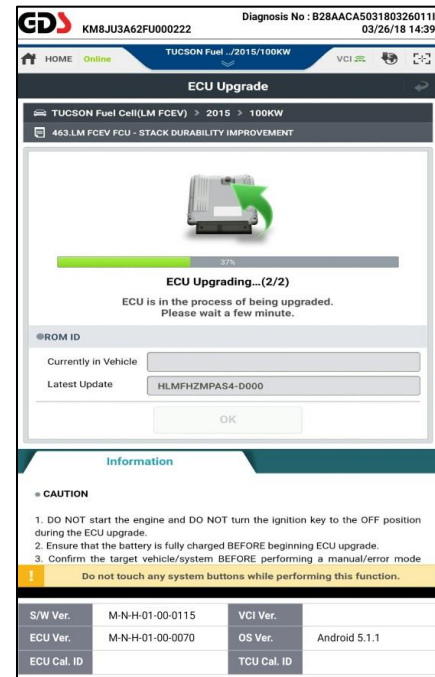 GDS
KM8JU3A62FU000222
Diagnosis No : B28AACA503180326011I
03/26/18 14:39
HOME Online
TUCSON Fuel ../2015/100KW
VCI
ECU Upgrade
TUCSON Fuel Cell(LM FCEV) > 2015 > 100KW
463.LM FCEV FCU - STACK DURABILITY IMPROVEMENT
37%
ECU Upgrading...(2/2)
ECU is in the process of being upgraded.
Please wait a few minute.
ROM ID
Currently in Vehicle
Latest Update HLMFHZMPAS4-D000
OK
Information
CAUTION
1. DO NOT start the engine and DO NOT turn the ignition key to the OFF position
during the ECU upgrade.
2. Ensure that the battery is fully charged BEFORE beginning ECU upgrade.
3. Confirm the target vehicle/system BEFORE performing a manual/error mode
! Do not touch any system buttons while performing this function.
S/W Ver. M-N-H-01-00-0115 VCI Ver.
ECU Ver. M-N-H-01-00-0070 OS Ver. Android 5.1.1
ECU Cal. ID TCU Cal. ID